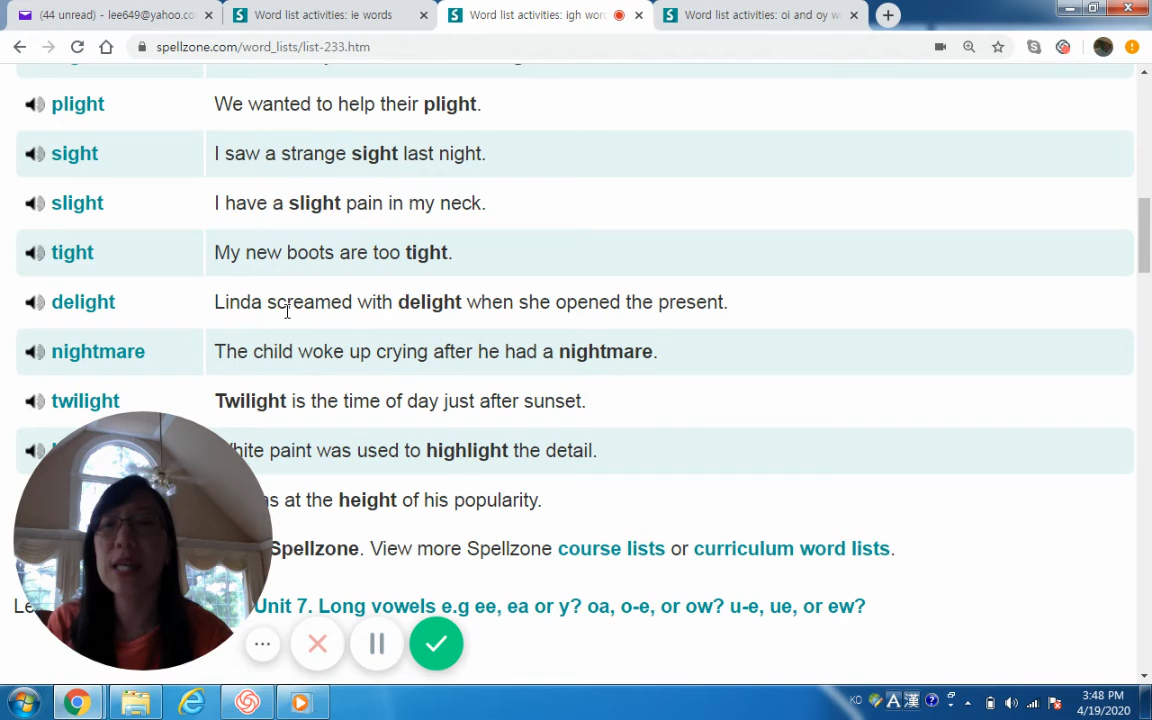 (44 unread) - lee649@yahoo.co
Word list activities: ie words
Word list activities: igh wor
Word list activities: oi and oy w
spellzone.com/word_lists/list-233.htm
plight We wanted to help their plight.
sight I saw a strange sight last night.
slight I have a slight pain in my neck.
tight My new boots are too tight.
delight Linda screamed with delight when she opened the present.
nightmare The child woke up crying after he had a nightmare.
twilight Twilight is the time of day just after sunset.
White paint was used to highlight the detail.
at the height of his popularity.
Spellzone. View more Spellzone course lists or curriculum word lists.
Unit 7. Long vowels e.g ee, ea or y? oa, o-e, or ow? u-e, ue, or ew?
KO A 漢
3:48 PM
4/19/2020